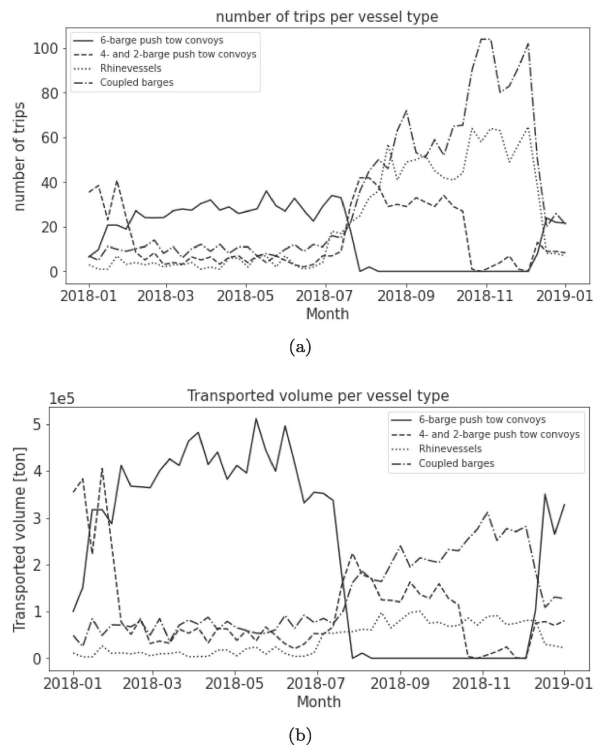 number of trips per vessel type
6-barge push tow convoys
4- and 2-barge push tow convoys
Rhinevessels
Coupled barges
number of trips
100
80
60
40
20
0
2018-01 2018-03 2018-05 2018-07 2018-09 2018-11 2019-01
Month
(a)
Transported volume per vessel type
1e5
6-barge push tow convoys
4- and 2-barge push tow convoys
Rhinevessels
Coupled barges
Transported volume [ton]
5
4
3
2
1
0
2018-01 2018-03 2018-05 2018-07 2018-09 2018-11 2019-01
Month
(b)